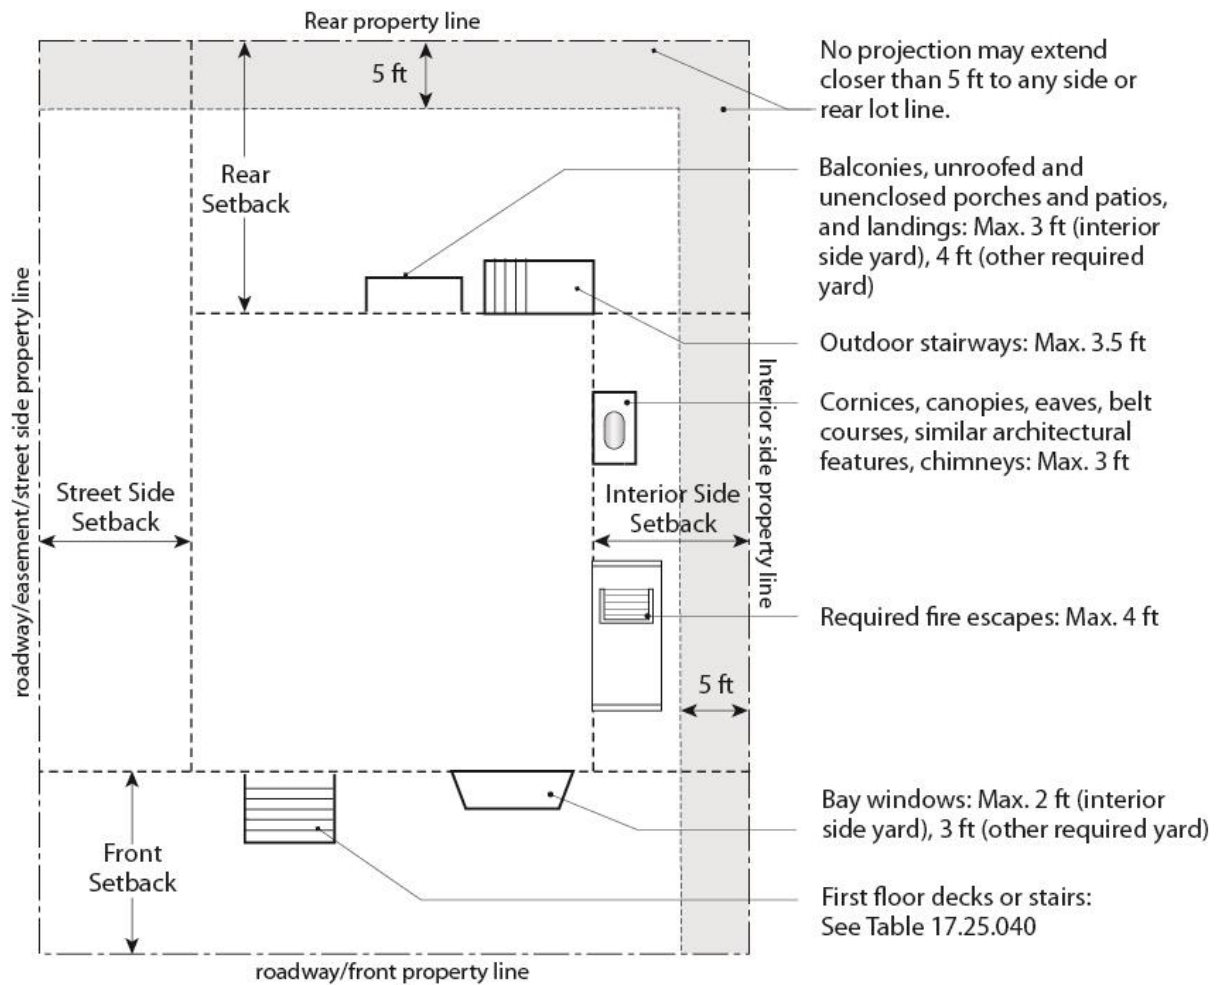 Rear property line
5 ft
No projection may extend
closer than 5 ft to any side or
rear lot line.
Rear
Setback
Balconies, unroofed and
unenclosed porches and patios,
and landings: Max. 3 ft (interior
side yard), 4 ft (other required
yard)
Outdoor stairways: Max. 3.5 ft
Cornices, canopies, eaves, belt
courses, similar architectural
features, chimneys: Max. 3 ft
roadway/easement/street side property line
Street Side
Setback
Interior Side
Setback
Interior side property line
Required fire escapes: Max. 4 ft
5 ft
Bay windows: Max. 2 ft (interior
side yard), 3 ft (other required yard)
Front
Setback
First floor decks or stairs:
See Table 17.25.040
roadway/front property line